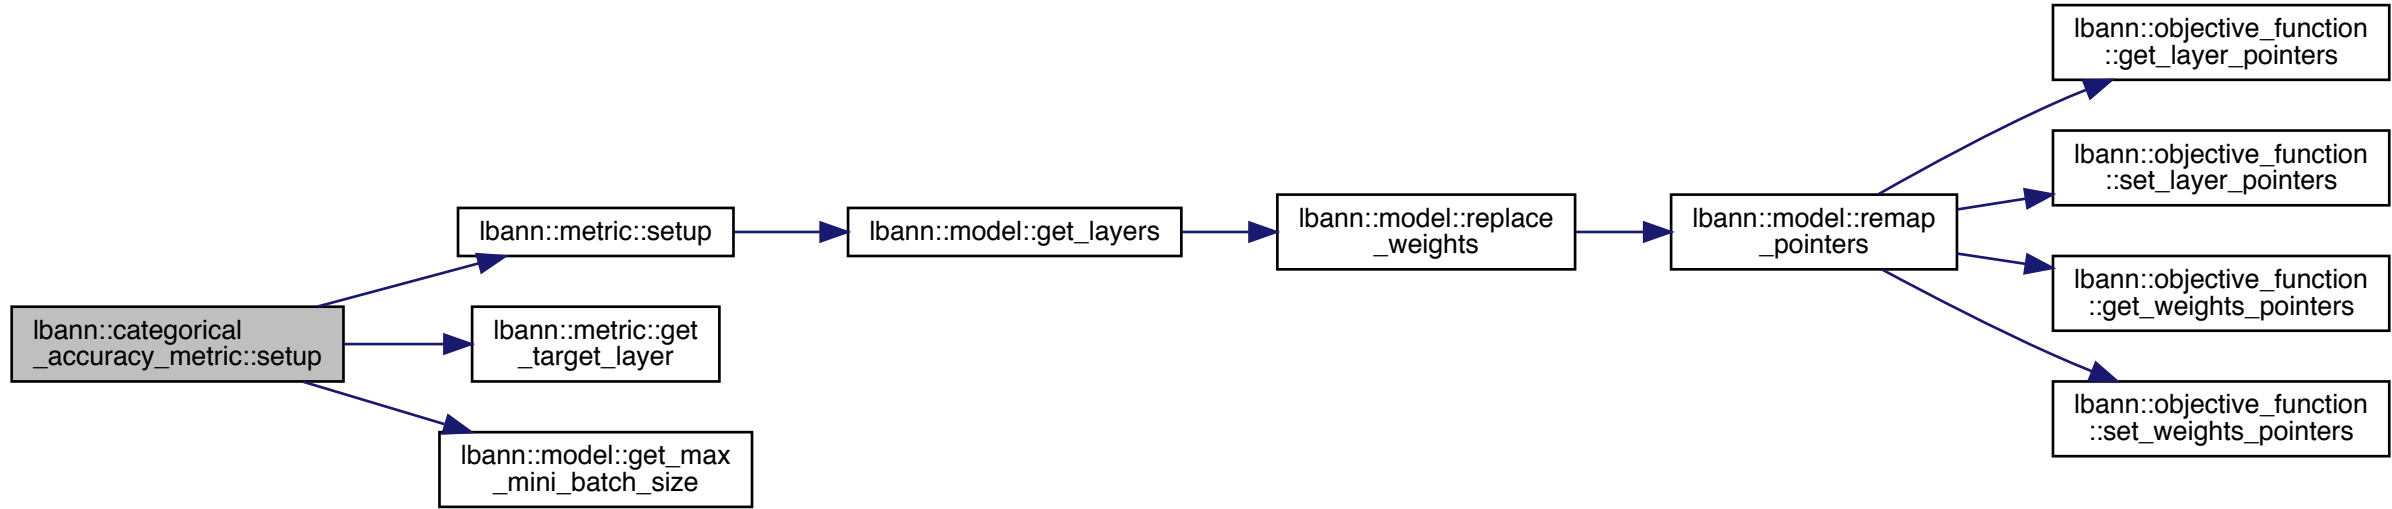 lbann::categorical
_accuracy_metric::setup
lbann::metric::setup
lbann::metric::get
_target_layer
lbann::model::get_max
_mini_batch_size
lbann::model::get_layers
lbann::model::replace
_weights
lbann::model::remap
_pointers
lbann::objective_function
::get_layer_pointers
lbann::objective_function
::set_layer_pointers
lbann::objective_function
::get_weights_pointers
lbann::objective_function
::set_weights_pointers